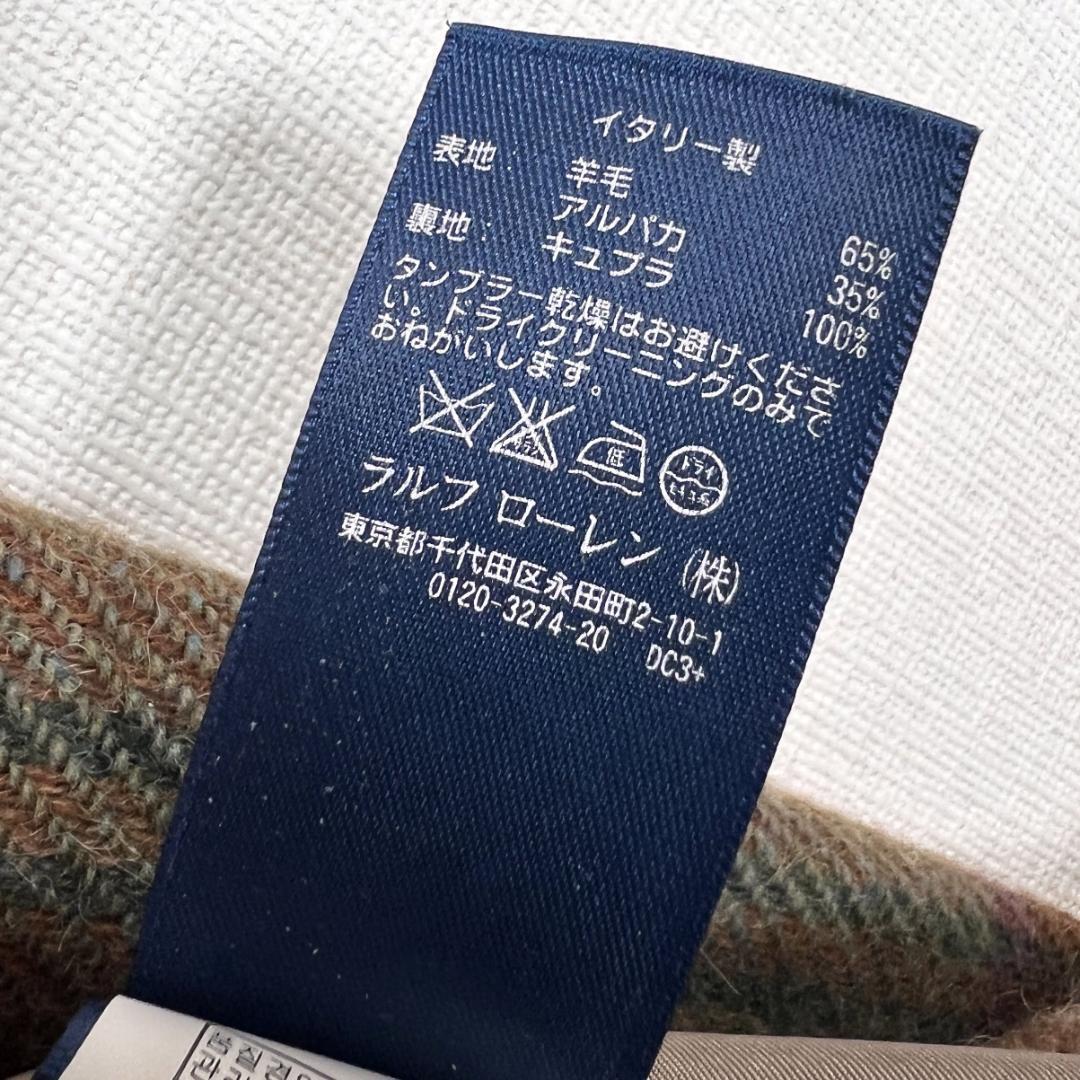 イタリー製
表地: 羊毛 65%
アルパカ 35%
裏地: キュプラ 100%
タンブラー乾燥はお避けくださ
い。ドライクリーニングのみで
おねがいします。
低 ドライ
ラルフ ローレン (株)
東京都千代田区永田町2-10-1
0120-3274-20 DC3+